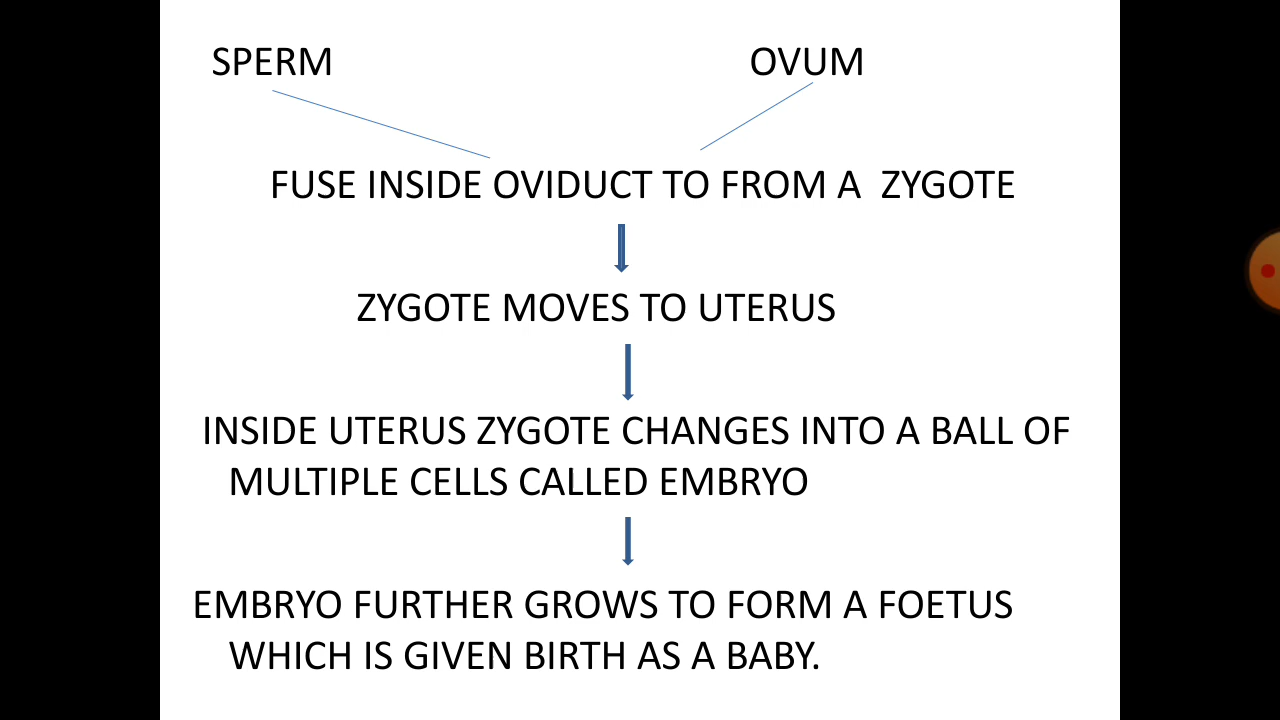 SPERM OVUM
FUSE INSIDE OVIDUCT TO FROM A ZYGOTE
ZYGOTE MOVES TO UTERUS
INSIDE UTERUS ZYGOTE CHANGES INTO A BALL OF
MULTIPLE CELLS CALLED EMBRYO
EMBRYO FURTHER GROWS TO FORM A FOETUS
WHICH IS GIVEN BIRTH AS A BABY.